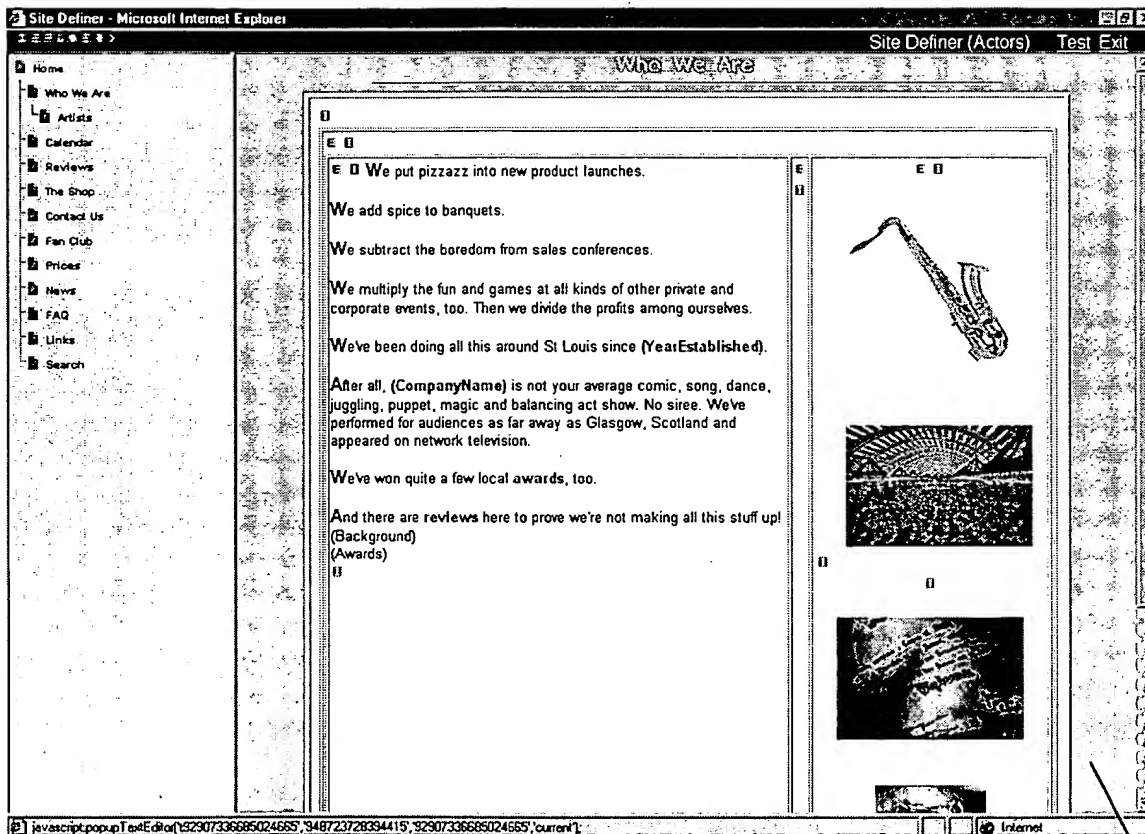 Site Definer - Microsoft Internet Explorer
Site Definer (Actors) Test Exit
Home
Who We Are
Artists
Calendar
Reviews
The Shop
Contact Us
Fan Club
Prices
News
FAQ
Links
Search
Who We Are
E
E We put pizzazz into new product launches.
We add spice to banquets.
We subtract the boredom from sales conferences.
We multiply the fun and games at all kinds of other private and
corporate events, too. Then we divide the profits among ourselves.
We've been doing all this around St Louis since (YearEstablished).
After all, (CompanyName) is not your average comic, song, dance,
juggling, puppet, magic and balancing act show. No siree. We've
performed for audiences as far away as Glasgow, Scotland and
appeared on network television.
We've won quite a few local awards, too.
And there are reviews here to prove we're not making all this stuff up!
(Background)
(Awards)
E
E
javascript:popupTextEditor('t92907336685024665','948723728394415','92907336685024665','current');
Internet